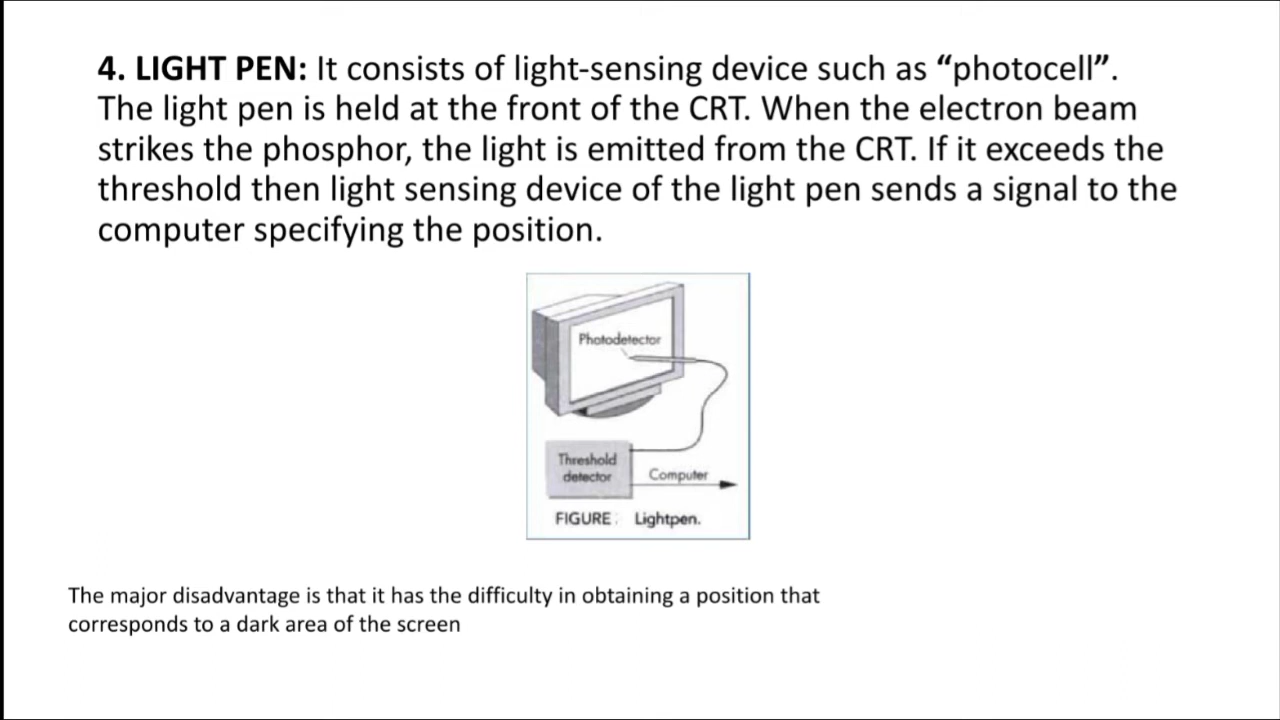 4. LIGHT PEN: It consists of light-sensing device such as “photocell”.
The light pen is held at the front of the CRT. When the electron beam
strikes the phosphor, the light is emitted from the CRT. If it exceeds the
threshold then light sensing device of the light pen sends a signal to the
computer specifying the position.
Photodetector
Threshold
detector
Computer
FIGURE: Lightpen.
The major disadvantage is that it has the difficulty in obtaining a position that
corresponds to a dark area of the screen